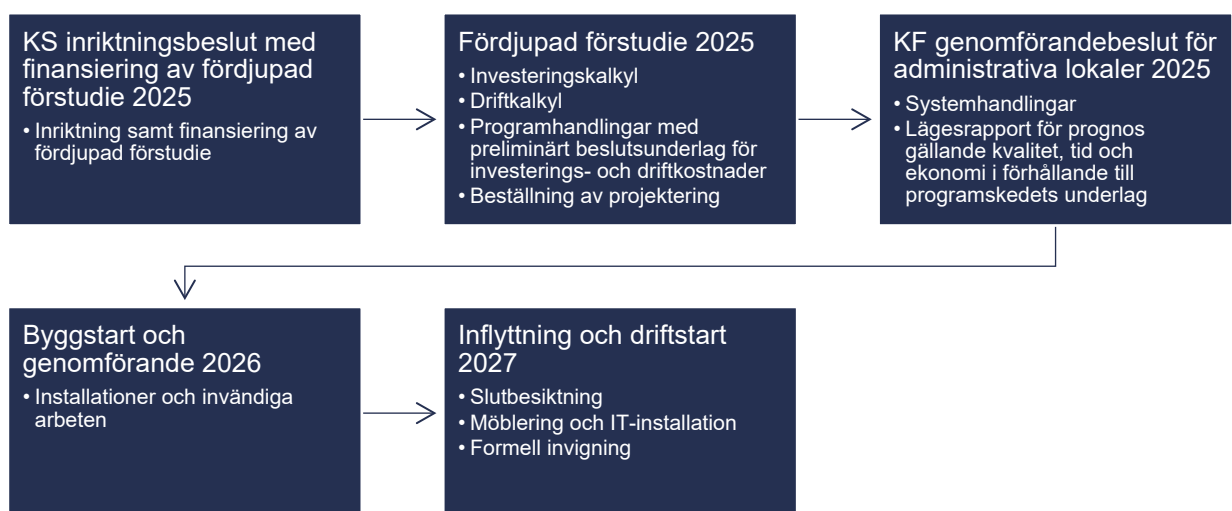 KS inriktningsbeslut med
finansiering av fördjupad
förstudie 2025
• Inriktning samt finansiering av
fördjupad förstudie
Fördjupad förstudie 2025
• Investeringskalkyl
• Driftkalkyl
• Programhandlingar med
preliminärt beslutsunderlag för
investerings- och driftkostnader
• Beställning av projektering
KF genomförandebeslut för
administrativa lokaler 2025
• Systemhandlingar
• Lägesrapport för prognos
gällande kvalitet, tid och
ekonomi i förhållande till
programskedets underlag
Byggstart och
genomförande 2026
• Installationer och invändiga
arbeten
Inflyttning och driftstart
2027
• Slutbesiktning
• Möblering och IT-installation
• Formell invigning